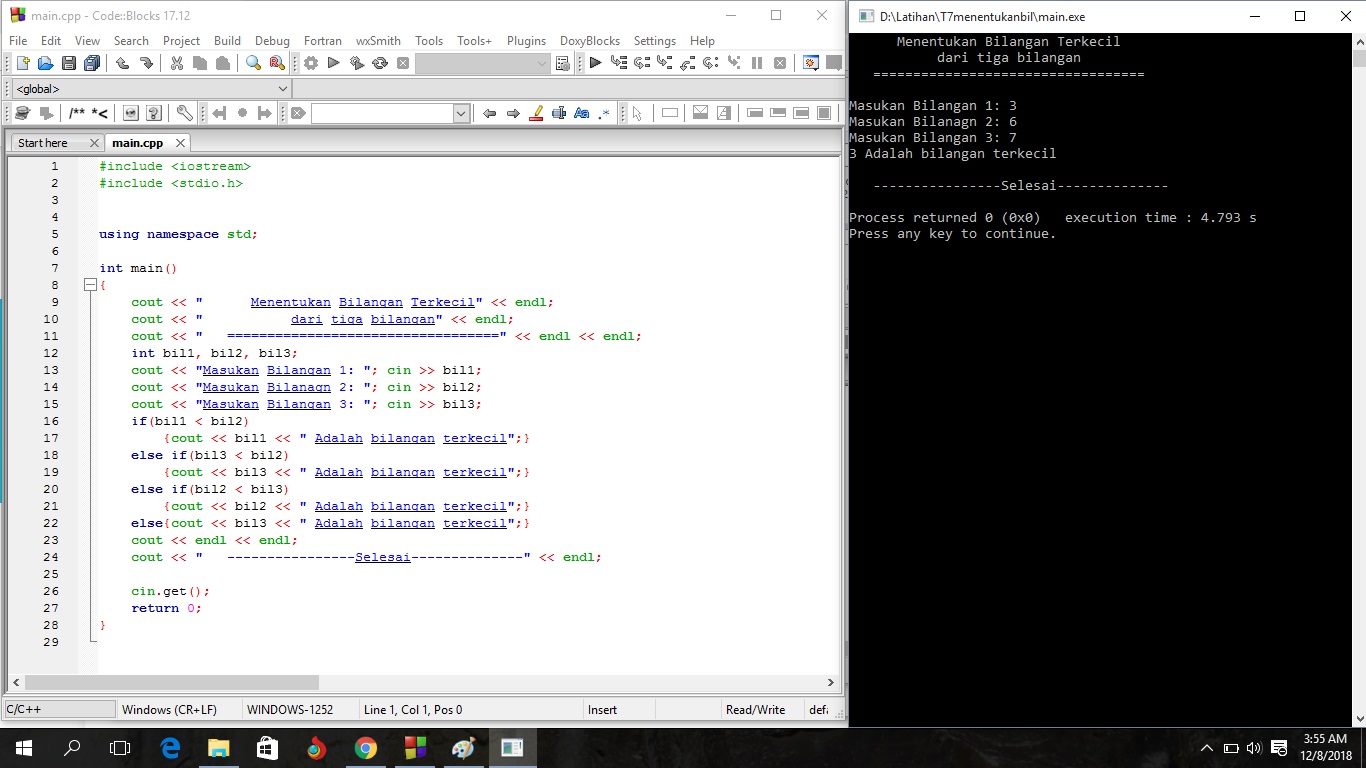 main.cpp - Code::Blocks 17.12
File Edit View Search Project Build Debug Fortran wxSmith Tools Tools+ Plugins DoxyBlocks Settings Help
<global>
/** *<
Aa .*
Start here main.cpp
1 #include <iostream>
2 #include <stdio.h>
3
4
5 using namespace std;
6
7 int main()
8 {
9 cout << "      Menentukan Bilangan Terkecil" << endl;
10 cout << "           dari tiga bilangan" << endl;
11 cout << "   ==================================" << endl << endl;
12 int bil1, bil2, bil3;
13 cout << "Masukan Bilangan 1: "; cin >> bil1;
14 cout << "Masukan Bilanagn 2: "; cin >> bil2;
15 cout << "Masukan Bilangan 3: "; cin >> bil3;
16 if(bil1 < bil2)
17 {cout << bil1 << " Adalah bilangan terkecil";}
18 else if(bil3 < bil2)
19 {cout << bil3 << " Adalah bilangan terkecil";}
20 else if(bil2 < bil3)
21 {cout << bil2 << " Adalah bilangan terkecil";}
22 else{cout << bil3 << " Adalah bilangan terkecil";}
23 cout << endl << endl;
24 cout << "   ----------------Selesai--------------" << endl;
25
26 cin.get();
27 return 0;
28 }
29
C/C++ Windows (CR+LF) WINDOWS-1252 Line 1, Col 1, Pos 0 Insert Read/Write defa
D:\Latihan\T7menentukanbil\main.exe
Menentukan Bilangan Terkecil
dari tiga bilangan
==================================
Masukan Bilangan 1: 3
Masukan Bilanagn 2: 6
Masukan Bilangan 3: 7
3 Adalah bilangan terkecil
----------------Selesai--------------
Process returned 0 (0x0)   execution time : 4.793 s
Press any key to continue.
3:55 AM
12/8/2018